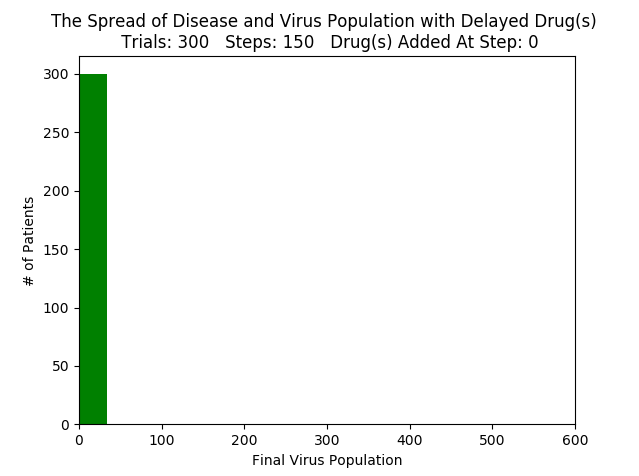 The Spread of Disease and Virus Population with Delayed Drug(s)
Trials: 300   Steps: 150   Drug(s) Added At Step: 0
300
250
200
150
100
50
0
# of Patients
0 100 200 300 400 500 600
Final Virus Population